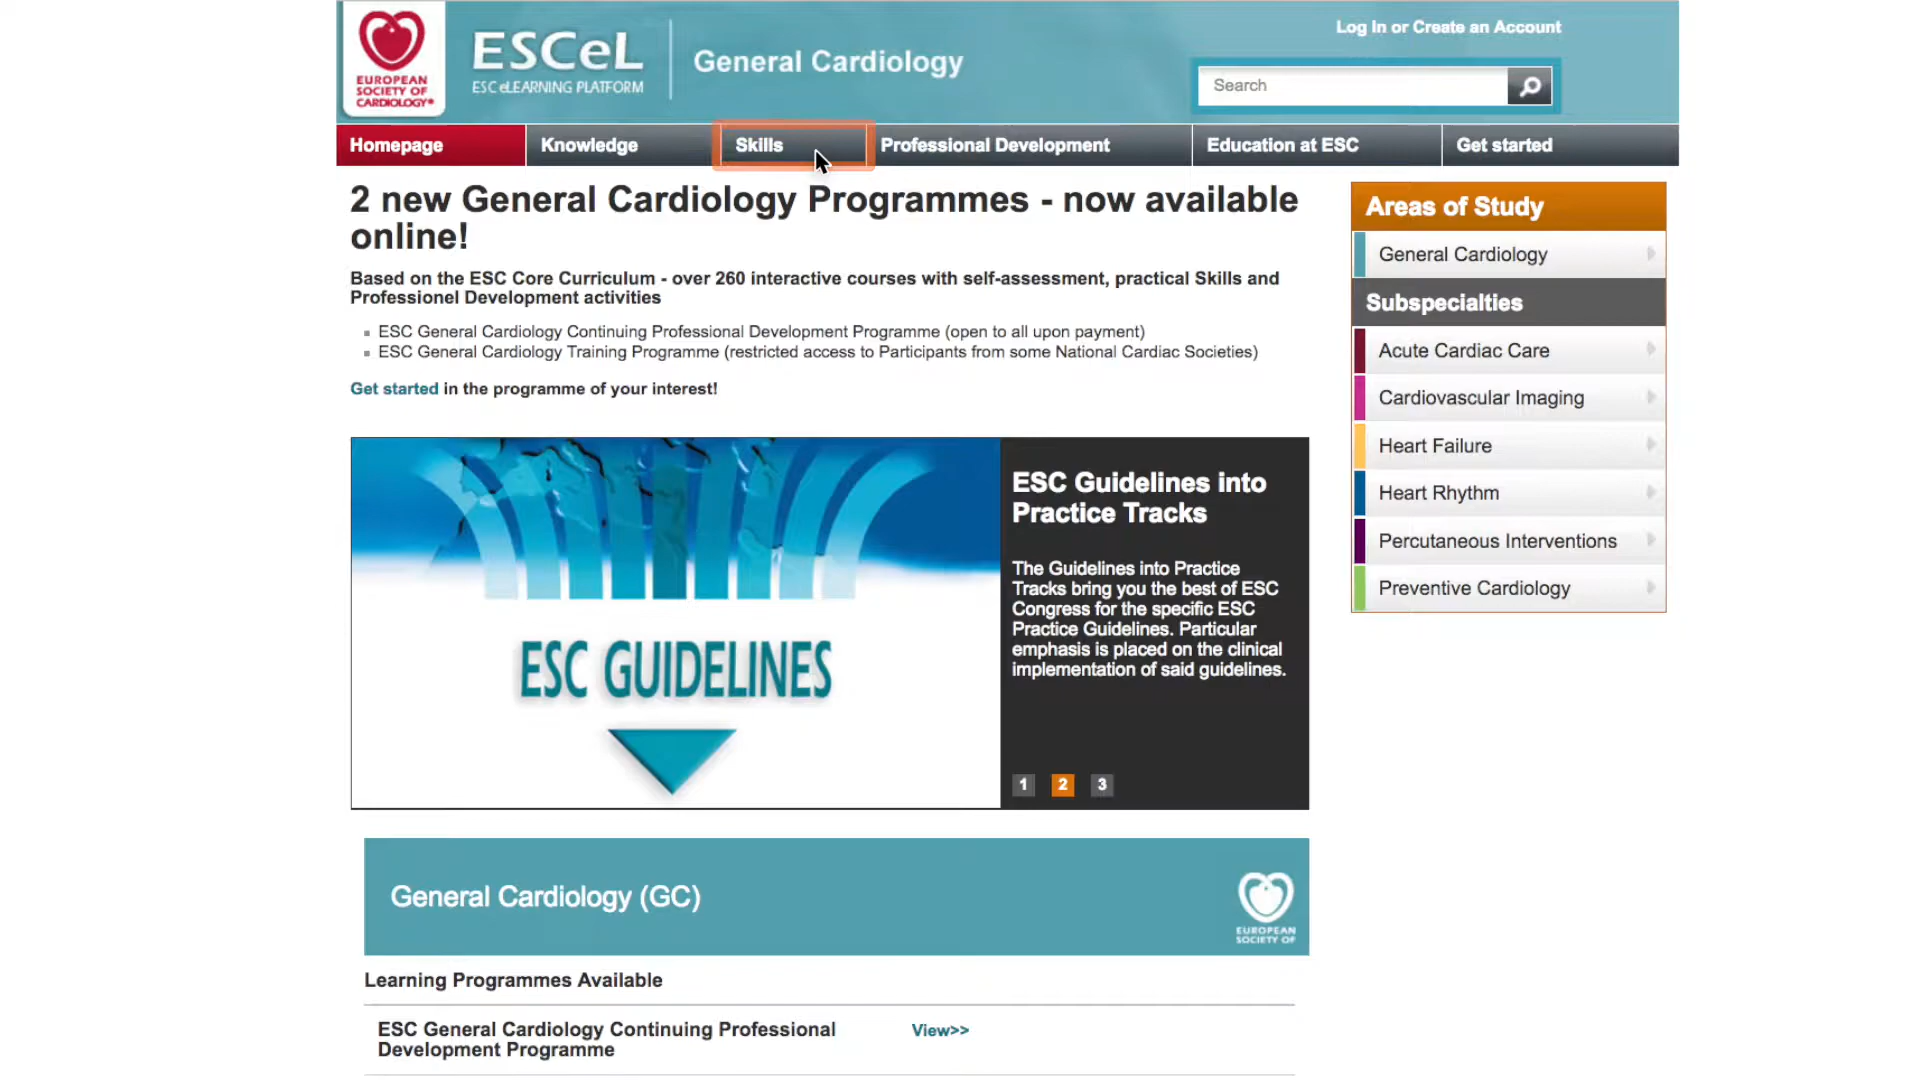 EUROPEAN
SOCIETY OF
CARDIOLOGY®
ESCeL
ESC eLEARNING PLATFORM
General Cardiology
Log In or Create an Account
Search
Homepage
Knowledge
Skills
Professional Development
Education at ESC
Get started
2 new General Cardiology Programmes - now available
online!
Based on the ESC Core Curriculum - over 260 interactive courses with self-assessment, practical Skills and
Professionel Development activities
ESC General Cardiology Continuing Professional Development Programme (open to all upon payment)
ESC General Cardiology Training Programme (restricted access to Participants from some National Cardiac Societies)
Get started in the programme of your interest!
ESC GUIDELINES
ESC Guidelines into
Practice Tracks
The Guidelines into Practice
Tracks bring you the best of ESC
Congress for the specific ESC
Practice Guidelines. Particular
emphasis is placed on the clinical
implementation of said guidelines.
1 2 3
Areas of Study
General Cardiology
Subspecialties
Acute Cardiac Care
Cardiovascular Imaging
Heart Failure
Heart Rhythm
Percutaneous Interventions
Preventive Cardiology
General Cardiology (GC)
EUROPEAN
SOCIETY OF
Learning Programmes Available
ESC General Cardiology Continuing Professional
Development Programme
View>>